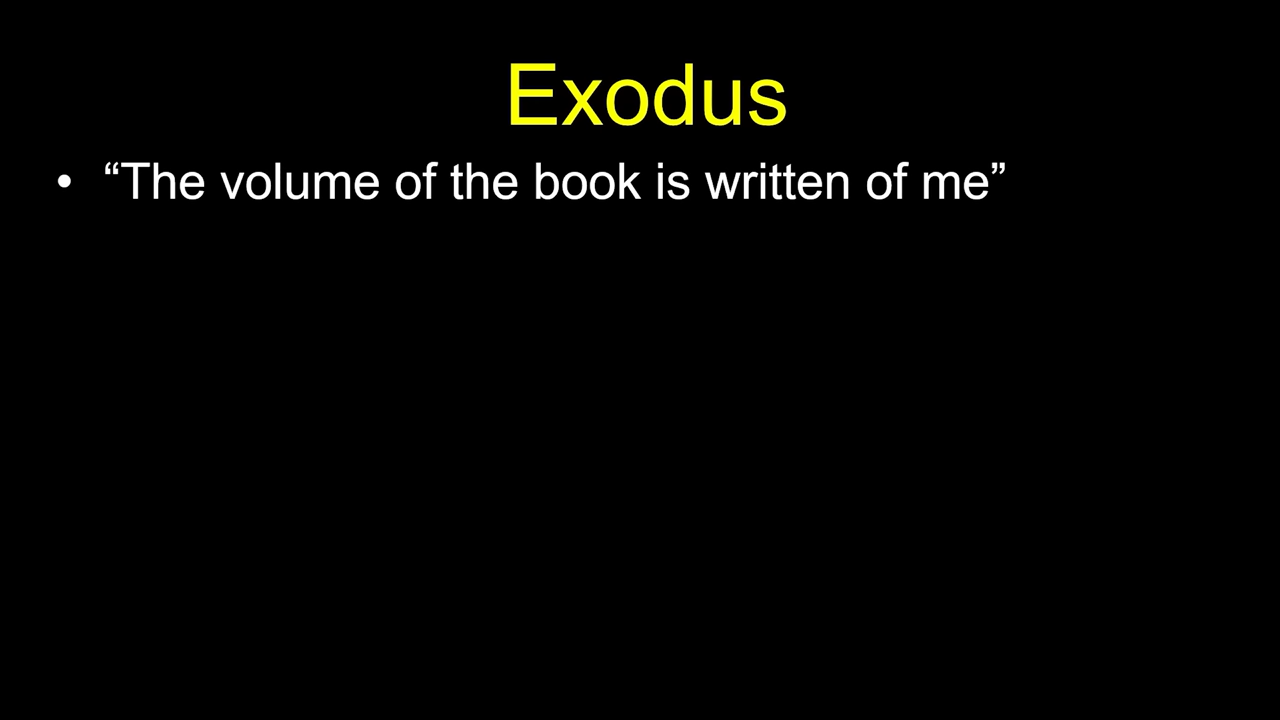 Exodus
• “The volume of the book is written of me”